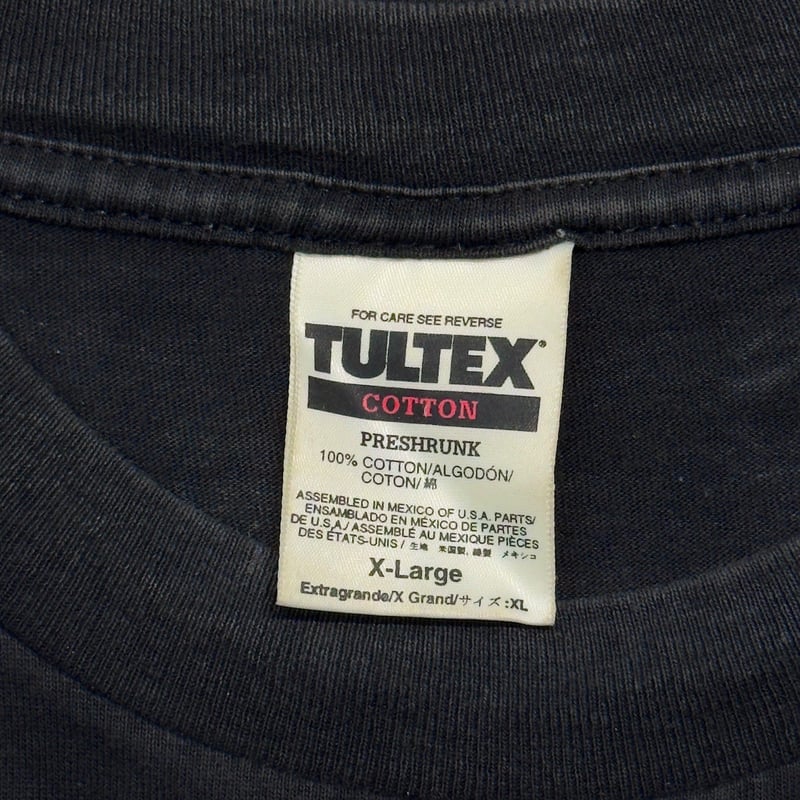 FOR CARE SEE REVERSE
TULTEX®
COTTON
PRESHRUNK
100% COTTON/ALGODÓN/
COTON/綿
ASSEMBLED IN MEXICO OF U.S.A. PARTS/
ENSAMBLADO EN MÉXICO DE PARTES
DE U.S.A./ASSEMBLÉ AU MEXIQUE PIÈCES
DES ÉTATS-UNIS / 生地 米国製, 縫製 メキシコ
X-Large
Extragrande/X Grand/サイズ:XL